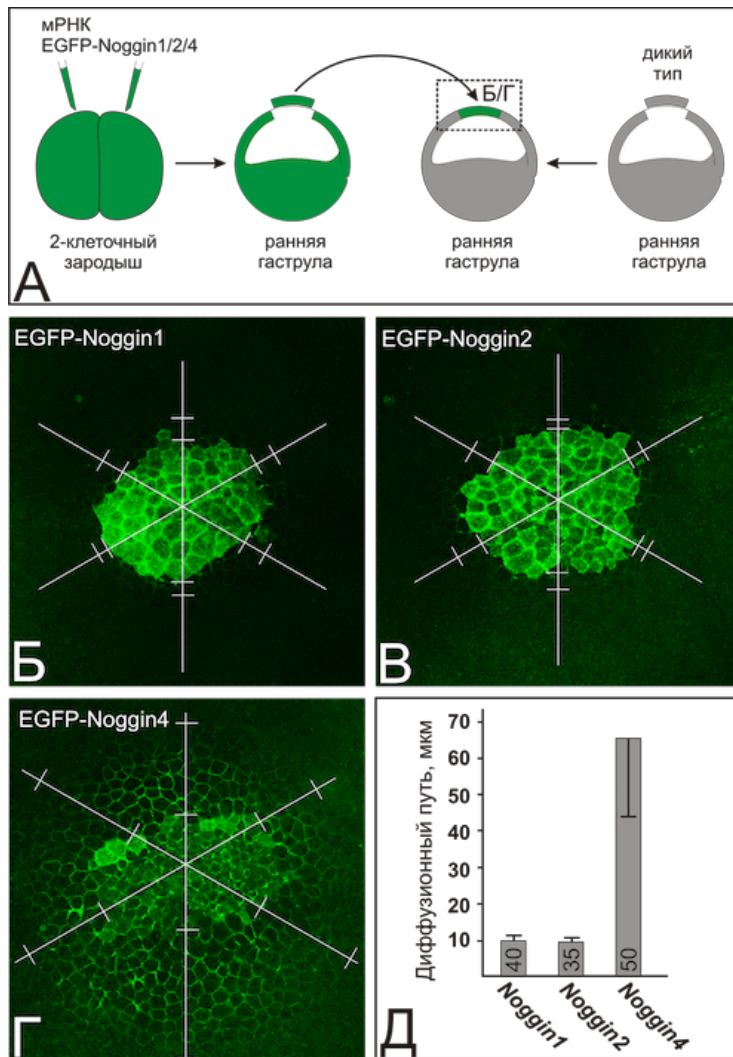 мРНК
EGFP-Noggin1/2/4
Б/Г
дикий
тип
2-клеточный
зародыш
ранняя
гаструла
ранняя
гаструла
ранняя
гаструла
А
EGFP-Noggin1
Б
EGFP-Noggin2
В
EGFP-Noggin4
Г
Диффузионный путь, мкм
70
60
50
40
30
20
10
40
35
50
Noggin1
Noggin2
Noggin4
Д